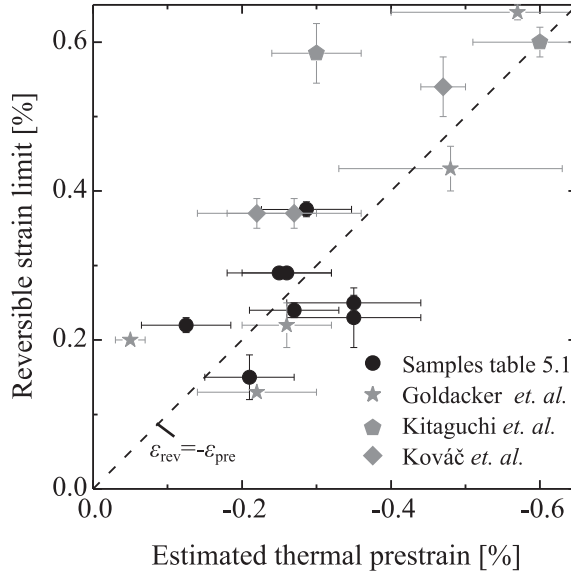 0.6
0.4
0.2
0.0
Reversible strain limit [%]
Samples table 5.1
Goldacker et. al.
Kitaguchi et. al.
Kováč et. al.
εrev=-εpre
0.0 -0.2 -0.4 -0.6
Estimated thermal prestrain [%]